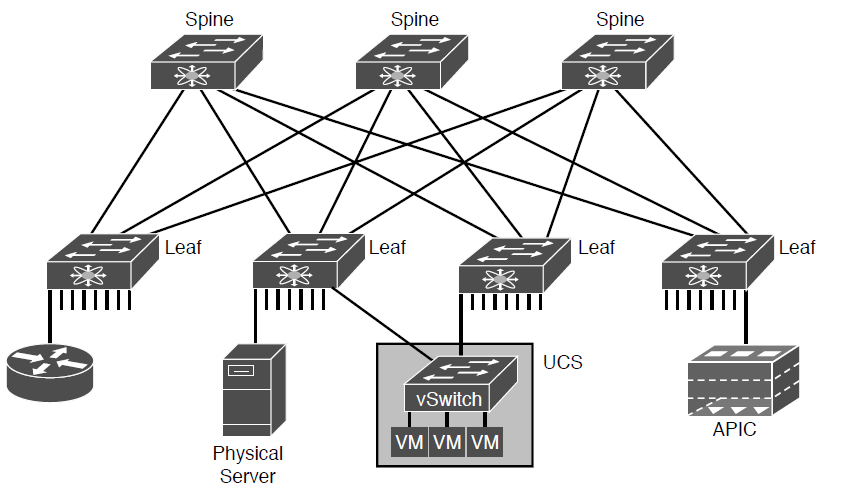 Spine
Spine
Spine
Leaf
Leaf
Leaf
Leaf
UCS
vSwitch
VM
VM
VM
Physical
Server
APIC